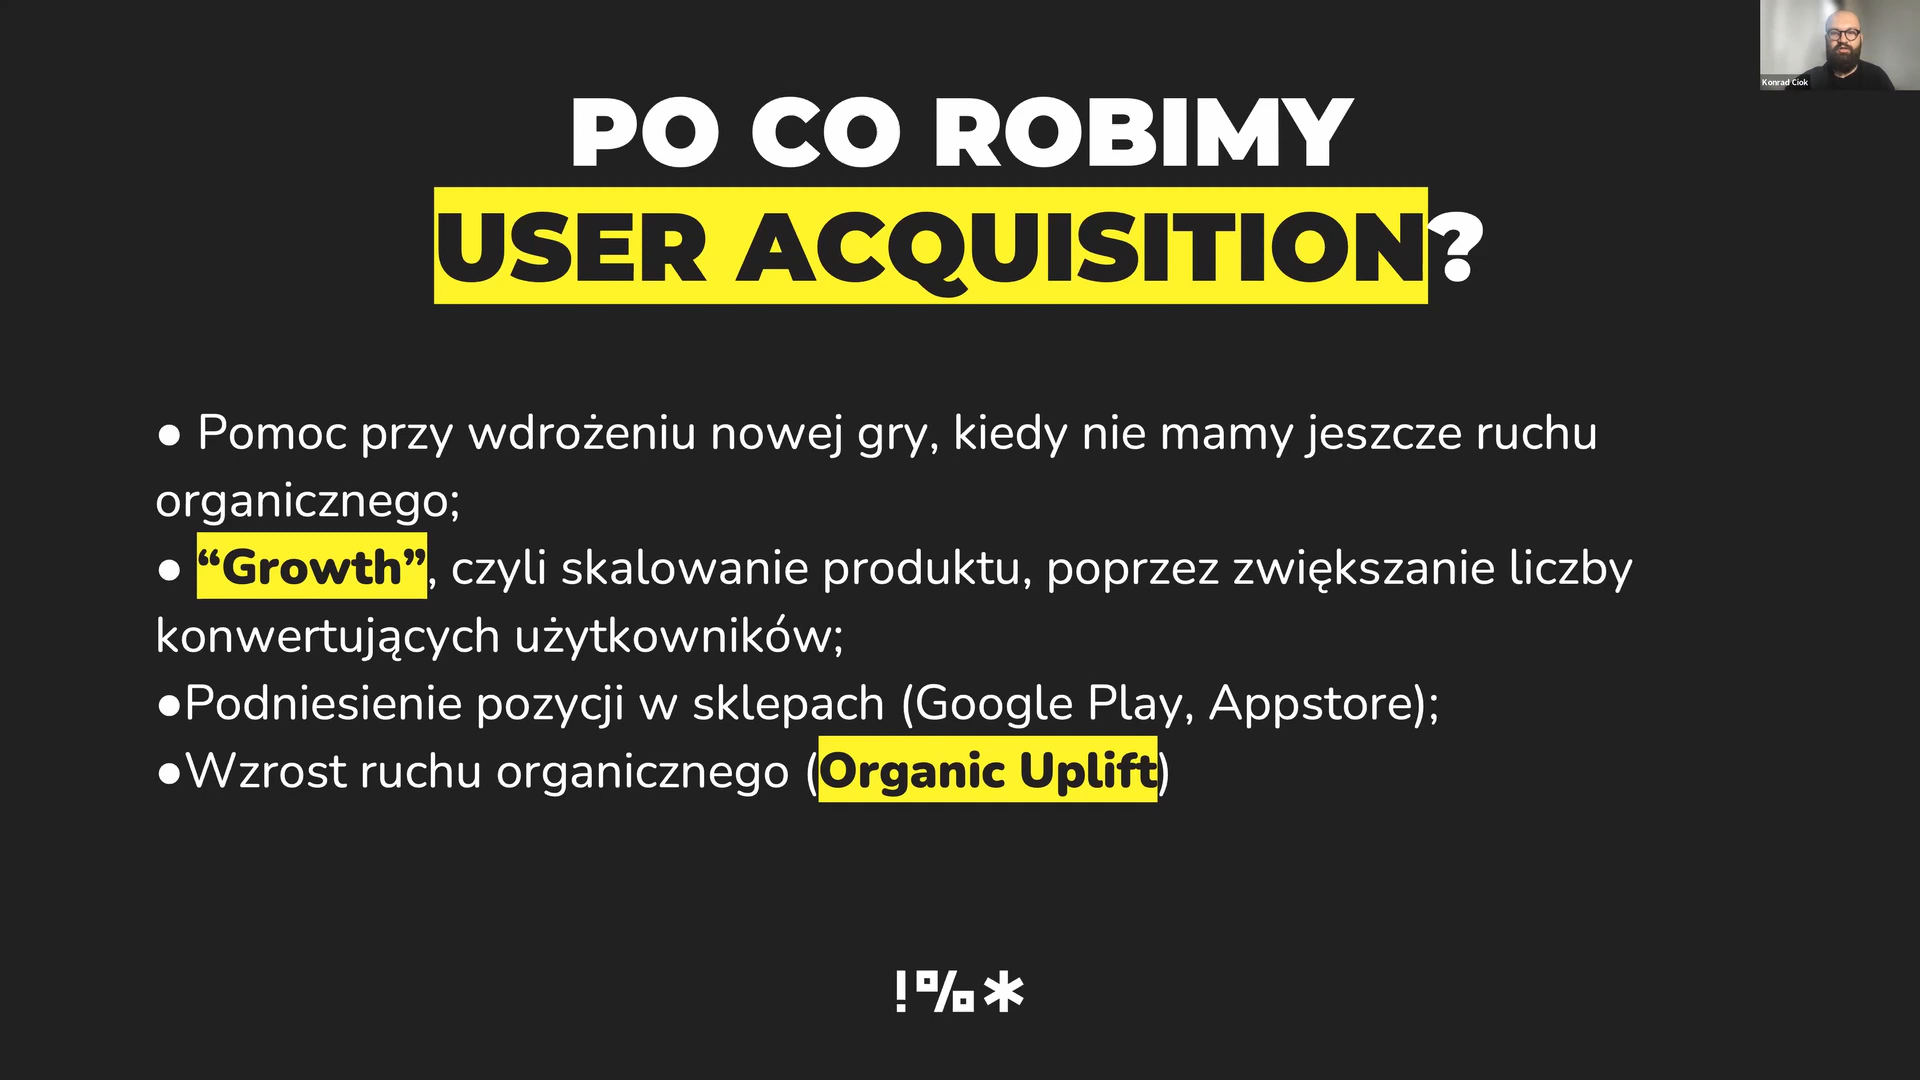 Konrad Ciok
PO CO ROBIMY
USER ACQUISITION?
● Pomoc przy wdrożeniu nowej gry, kiedy nie mamy jeszcze ruchu
organicznego;
● “Growth”, czyli skalowanie produktu, poprzez zwiększanie liczby
konwertujących użytkowników;
●Podniesienie pozycji w sklepach (Google Play, Appstore);
●Wzrost ruchu organicznego (Organic Uplift)
!%*